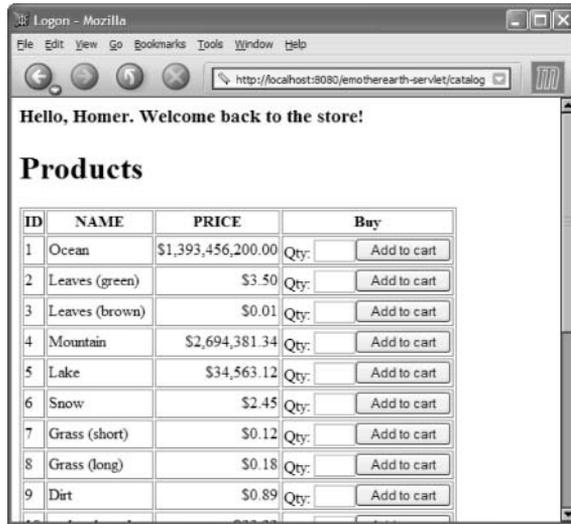 Logon - Mozilla
File Edit View Go Bookmarks Tools Window Help
http://localhost:8080/emotherearth-servlet/catalog
Hello, Homer. Welcome back to the store!
Products
ID NAME PRICE Buy
1 Ocean $1,393,456,200.00 Qty: Add to cart
2 Leaves (green) $3.50 Qty: Add to cart
3 Leaves (brown) $0.01 Qty: Add to cart
4 Mountain $2,694,381.34 Qty: Add to cart
5 Lake $34,563.12 Qty: Add to cart
6 Snow $2.45 Qty: Add to cart
7 Grass (short) $0.12 Qty: Add to cart
8 Grass (long) $0.18 Qty: Add to cart
9 Dirt $0.89 Qty: Add to cart